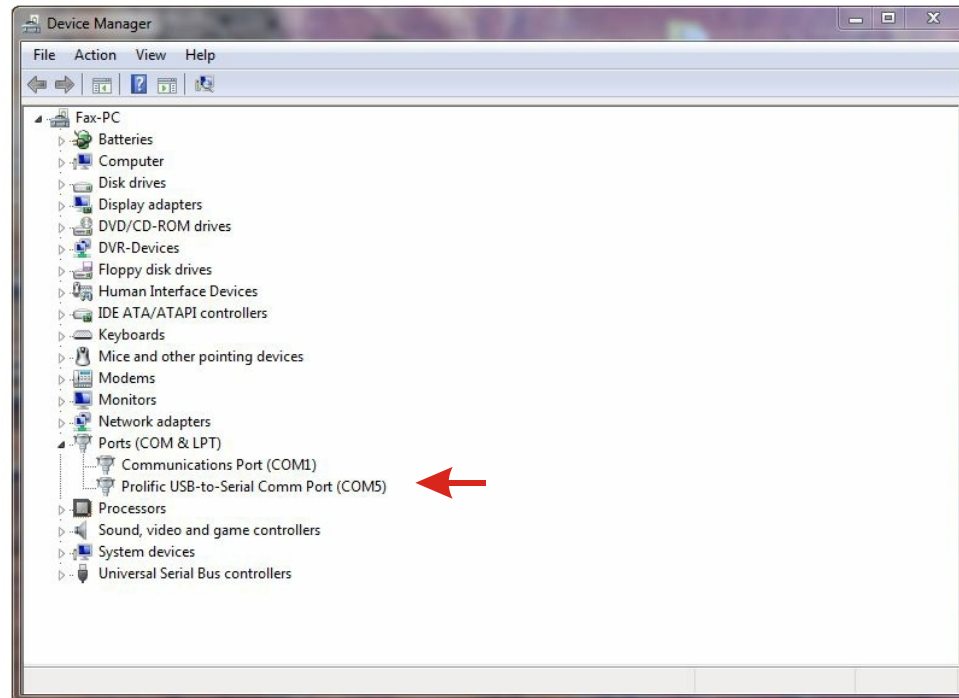 Device Manager
File Action View Help
Fax-PC
Batteries
Computer
Disk drives
Display adapters
DVD/CD-ROM drives
DVR-Devices
Floppy disk drives
Human Interface Devices
IDE ATA/ATAPI controllers
Keyboards
Mice and other pointing devices
Modems
Monitors
Network adapters
Ports (COM & LPT)
Communications Port (COM1)
Prolific USB-to-Serial Comm Port (COM5)
Processors
Sound, video and game controllers
System devices
Universal Serial Bus controllers